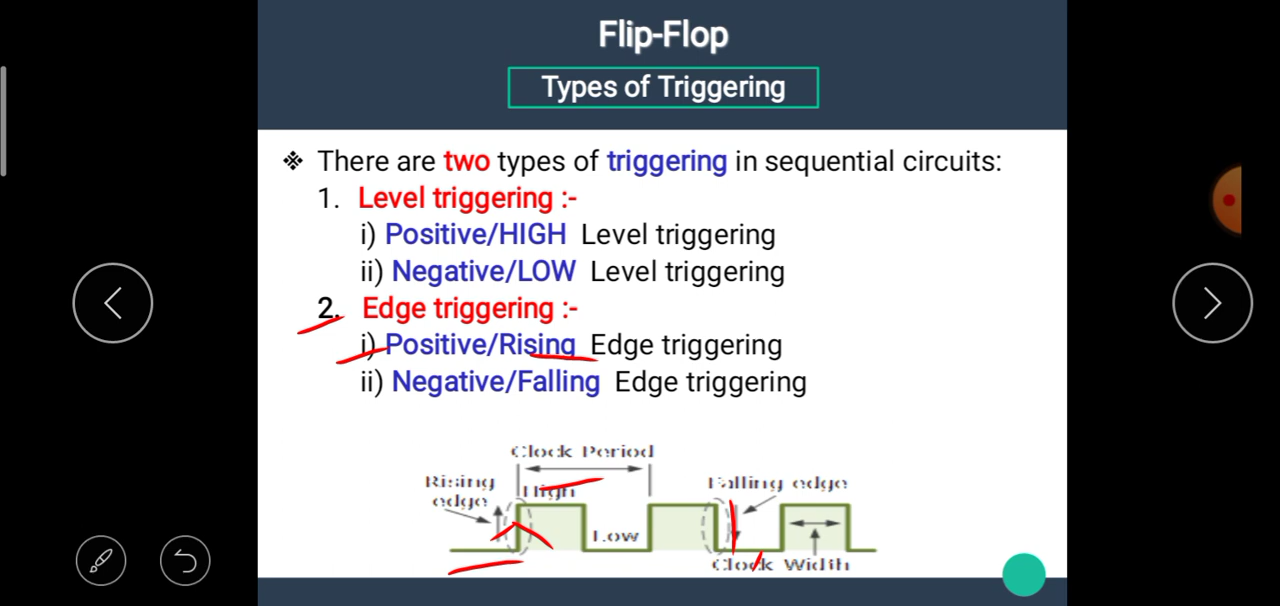 Flip-Flop
Types of Triggering
❖ There are two types of triggering in sequential circuits:
1. Level triggering :-
i) Positive/HIGH Level triggering
ii) Negative/LOW Level triggering
2. Edge triggering :-
i) Positive/Rising Edge triggering
ii) Negative/Falling Edge triggering
Clock Period
Rising
edge
High
Low
Falling edge
Clock Width